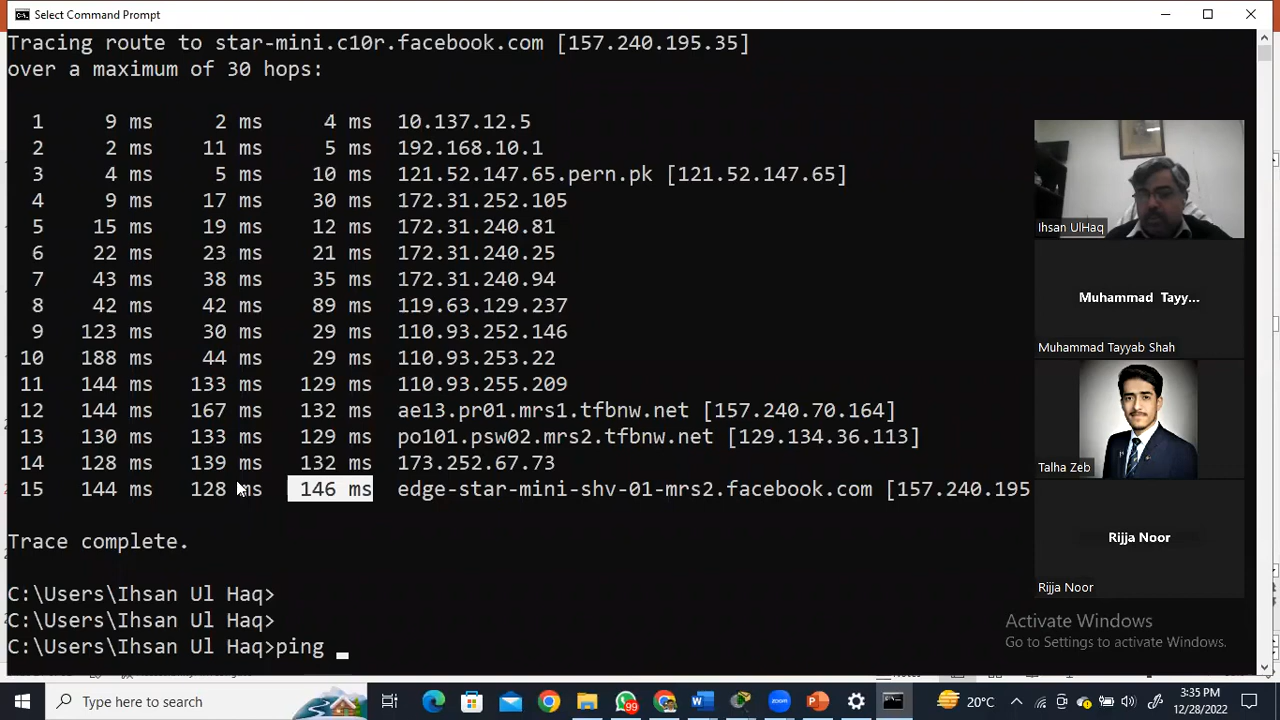 Select Command Prompt
Tracing route to star-mini.c10r.facebook.com [157.240.195.35]
over a maximum of 30 hops:
1 9 ms 2 ms 4 ms 10.137.12.5
2 2 ms 11 ms 5 ms 192.168.10.1
3 4 ms 5 ms 10 ms 121.52.147.65.pern.pk [121.52.147.65]
4 9 ms 17 ms 30 ms 172.31.252.105
5 15 ms 19 ms 12 ms 172.31.240.81
6 22 ms 23 ms 21 ms 172.31.240.25
7 43 ms 38 ms 35 ms 172.31.240.94
8 42 ms 42 ms 89 ms 119.63.129.237
9 123 ms 30 ms 29 ms 110.93.252.146
10 188 ms 44 ms 29 ms 110.93.253.22
11 144 ms 133 ms 129 ms 110.93.255.209
12 144 ms 167 ms 132 ms ae13.pr01.mrs1.tfbnw.net [157.240.70.164]
13 130 ms 133 ms 129 ms po101.psw02.mrs2.tfbnw.net [129.134.36.113]
14 128 ms 139 ms 132 ms 173.252.67.73
15 144 ms 128 ms 146 ms edge-star-mini-shv-01-mrs2.facebook.com [157.240.195
Trace complete.
C:\Users\Ihsan Ul Haq>
C:\Users\Ihsan Ul Haq>
C:\Users\Ihsan Ul Haq>ping
Ihsan UlHaq
Muhammad Tayy...
Muhammad Tayyab Shah
Talha Zeb
Rijja Noor
Rijja Noor
Activate Windows
Go to Settings to activate Windows.
Type here to search
99
zoom
20°C
3:35 PM
12/28/2022